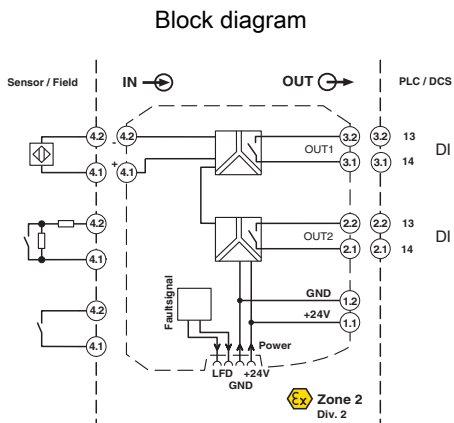 Block diagram
Sensor / Field
IN
OUT
PLC / DCS
4.2
4.2
-
3.2
3.2
13
OUT1
DI
4.1
+
4.1
3.1
3.1
14
4.2
2.2
2.2
13
OUT2
DI
4.1
2.1
2.1
14
4.2
GND
1.2
Faultsignal
+24V
1.1
4.1
Power
LFD
+24V
GND
Ex
Zone 2
Div. 2